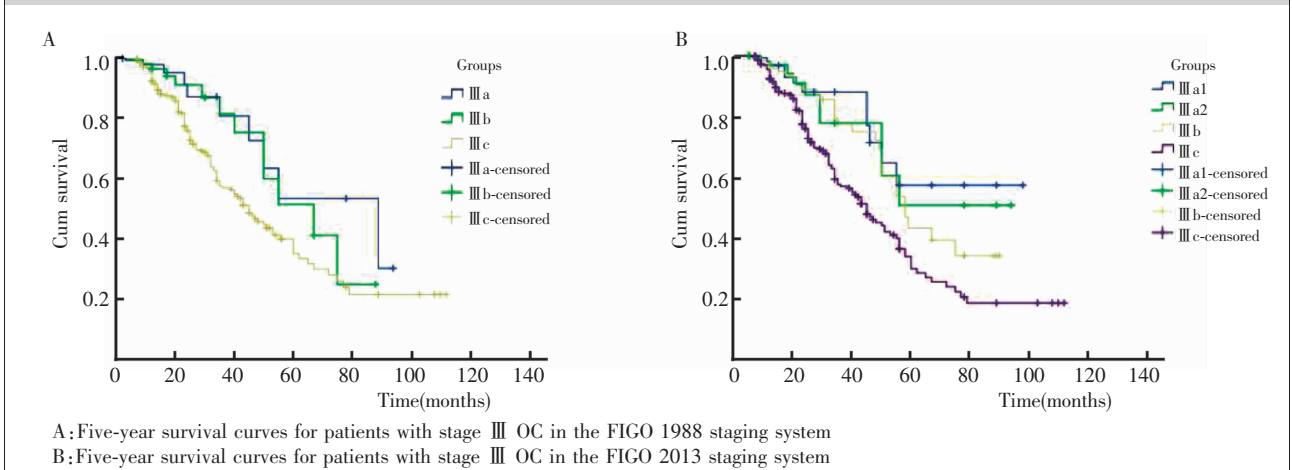 A
Cum survival
1.0
0.8
0.6
0.4
0.2
0 20 40 60 80 100 120 140
Time(months)
Groups
Ⅲa
Ⅲb
Ⅲc
Ⅲa-censored
Ⅲb-censored
Ⅲc-censored
B
Cum survival
1.0
0.8
0.6
0.4
0.2
0 20 40 60 80 100 120 140
Time(months)
Groups
Ⅲa1
Ⅲa2
Ⅲb
Ⅲc
Ⅲa1-censored
Ⅲa2-censored
Ⅲb-censored
Ⅲc-censored
A:Five-year survival curves for patients with stage Ⅲ OC in the FIGO 1988 staging system
B:Five-year survival curves for patients with stage Ⅲ OC in the FIGO 2013 staging system